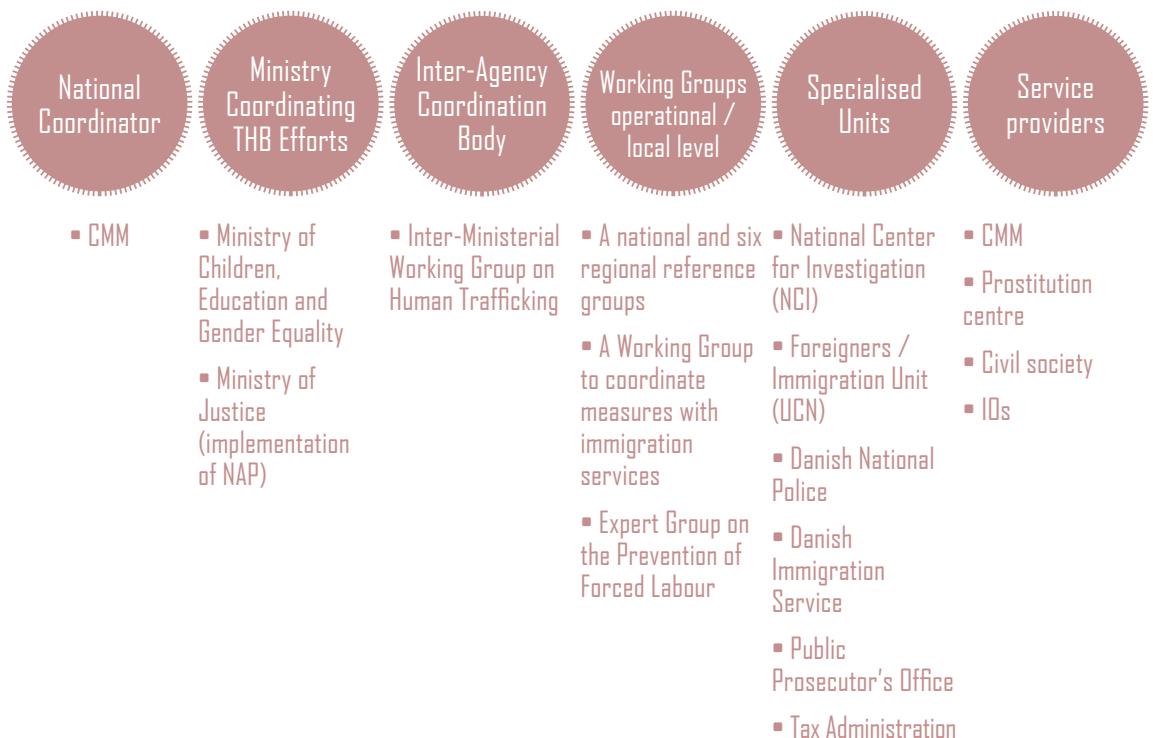 National
Coordinator
Ministry
Coordinating
THB Efforts
Inter-Agency
Coordination
Body
Working Groups
operational /
local level
Specialised
Units
Service
providers
▪ CMM
▪ Ministry of
Children,
Education and
Gender Equality
▪ Ministry of
Justice
(implementation
of NAP)
▪ Inter-Ministerial
Working Group on
Human Trafficking
▪ A national and six
regional reference
groups
▪ A Working Group
to coordinate
measures with
immigration
services
▪ Expert Group on
the Prevention of
Forced Labour
▪ National Center
for Investigation
(NCI)
▪ Foreigners /
Immigration Unit
(UCN)
▪ Danish National
Police
▪ Danish
Immigration
Service
▪ Public
Prosecutor's Office
▪ Tax Administration
▪ CMM
▪ Prostitution
centre
▪ Civil society
▪ IOs